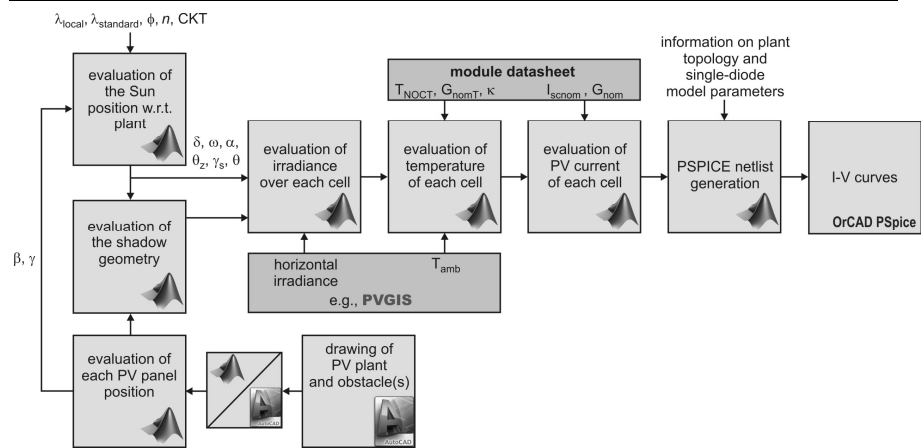 λlocal, λstandard, ϕ, n, CKT
evaluation of
the Sun
position w.r.t.
plant
δ, ω, α,
θz, γs, θ
evaluation of
the shadow
geometry
β, γ
evaluation of
each PV panel
position
AutoCAD
drawing of
PV plant
and obstacle(s)
AutoCAD
evaluation of
irradiance
over each cell
horizontal
irradiance
Tamb
e.g., PVGIS
module datasheet
TNOCT, GnomT, κ
Iscnom , Gnom
evaluation of
temperature
of each cell
evaluation of
PV current
of each cell
information on plant
topology and
single-diode
model parameters
PSPICE netlist
generation
I-V curves
OrCAD PSpice